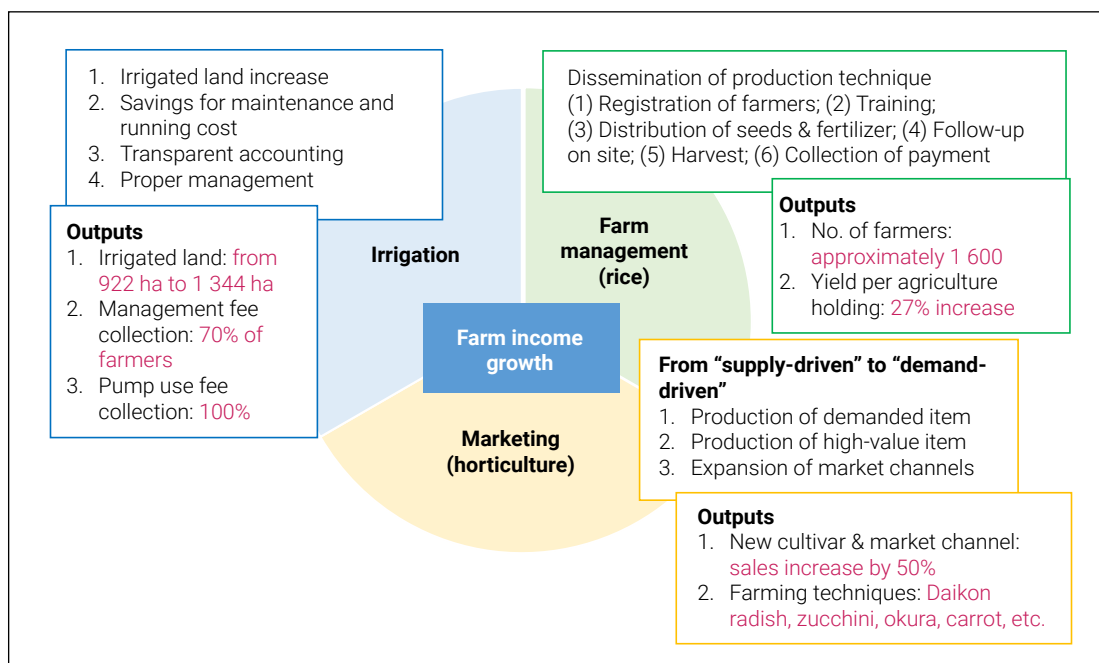 1. Irrigated land increase
2. Savings for maintenance and
running cost
3. Transparent accounting
4. Proper management
Outputs
1. Irrigated land: from
922 ha to 1 344 ha
2. Management fee
collection: 70% of
farmers
3. Pump use fee
collection: 100%
Irrigation
Dissemination of production technique
(1) Registration of farmers; (2) Training;
(3) Distribution of seeds & fertilizer; (4) Follow-up
on site; (5) Harvest; (6) Collection of payment
Outputs
1. No. of farmers:
approximately 1 600
2. Yield per agriculture
holding: 27% increase
Farm
management
(rice)
Farm income
growth
Marketing
(horticulture)
From “supply-driven” to “demand-
driven”
1. Production of demanded item
2. Production of high-value item
3. Expansion of market channels
Outputs
1. New cultivar & market channel:
sales increase by 50%
2. Farming techniques: Daikon
radish, zucchini, okura, carrot, etc.